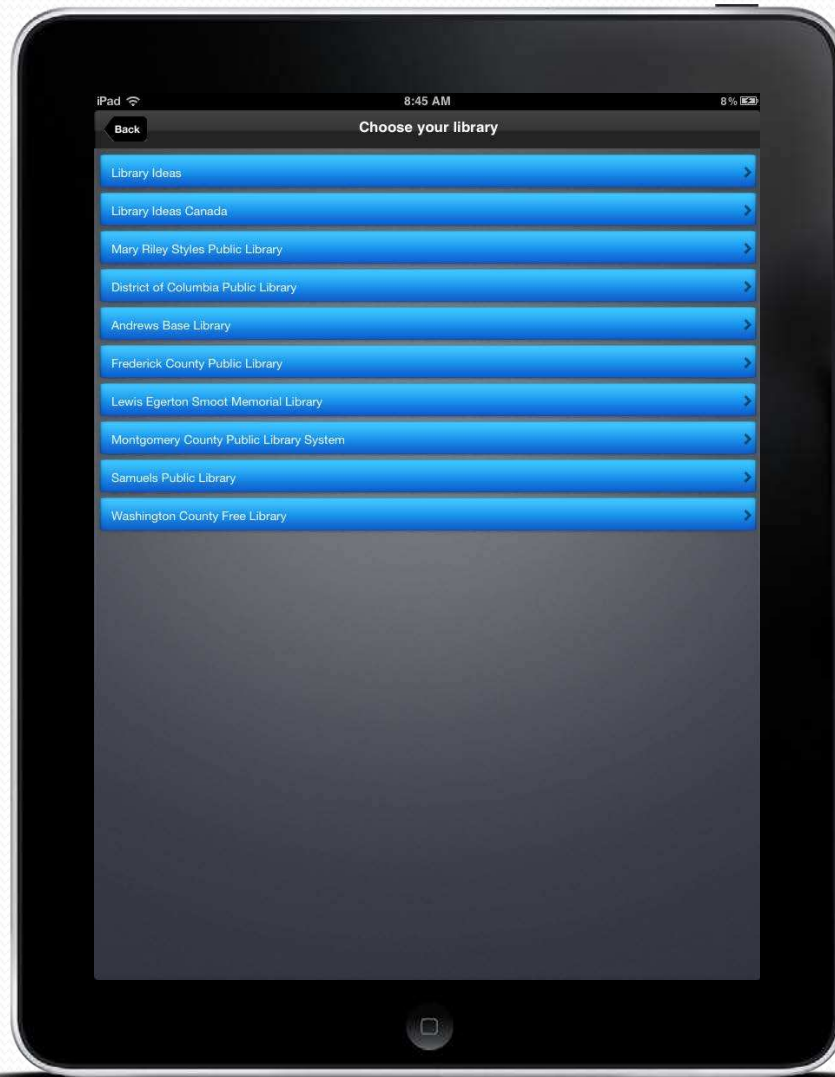 iPad 8:45 AM 8%
Back Choose your library
Library Ideas
Library Ideas Canada
Mary Riley Styles Public Library
District of Columbia Public Library
Andrews Base Library
Frederick County Public Library
Lewis Egerton Smoot Memorial Library
Montgomery County Public Library System
Samuels Public Library
Washington County Free Library